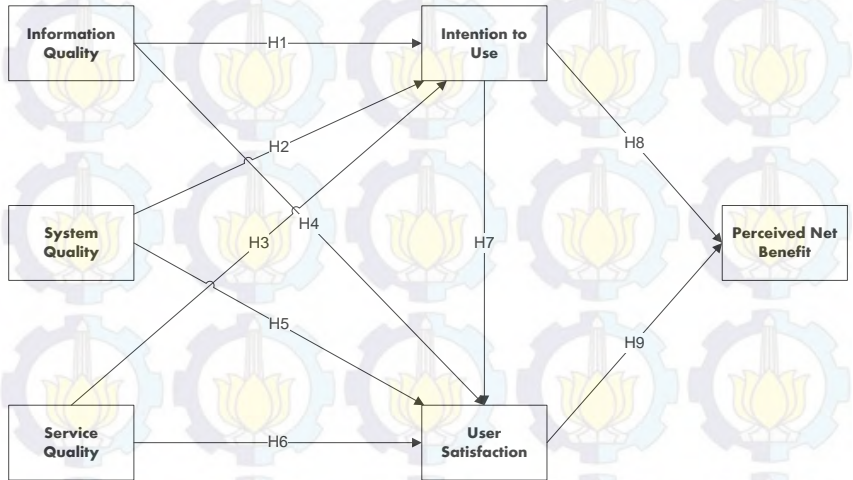 Information
Quality
H1
Intention to
Use
H2
H8
System
Quality
H3
H4
H7
Perceived Net
Benefit
H5
H9
Service
Quality
H6
User
Satisfaction